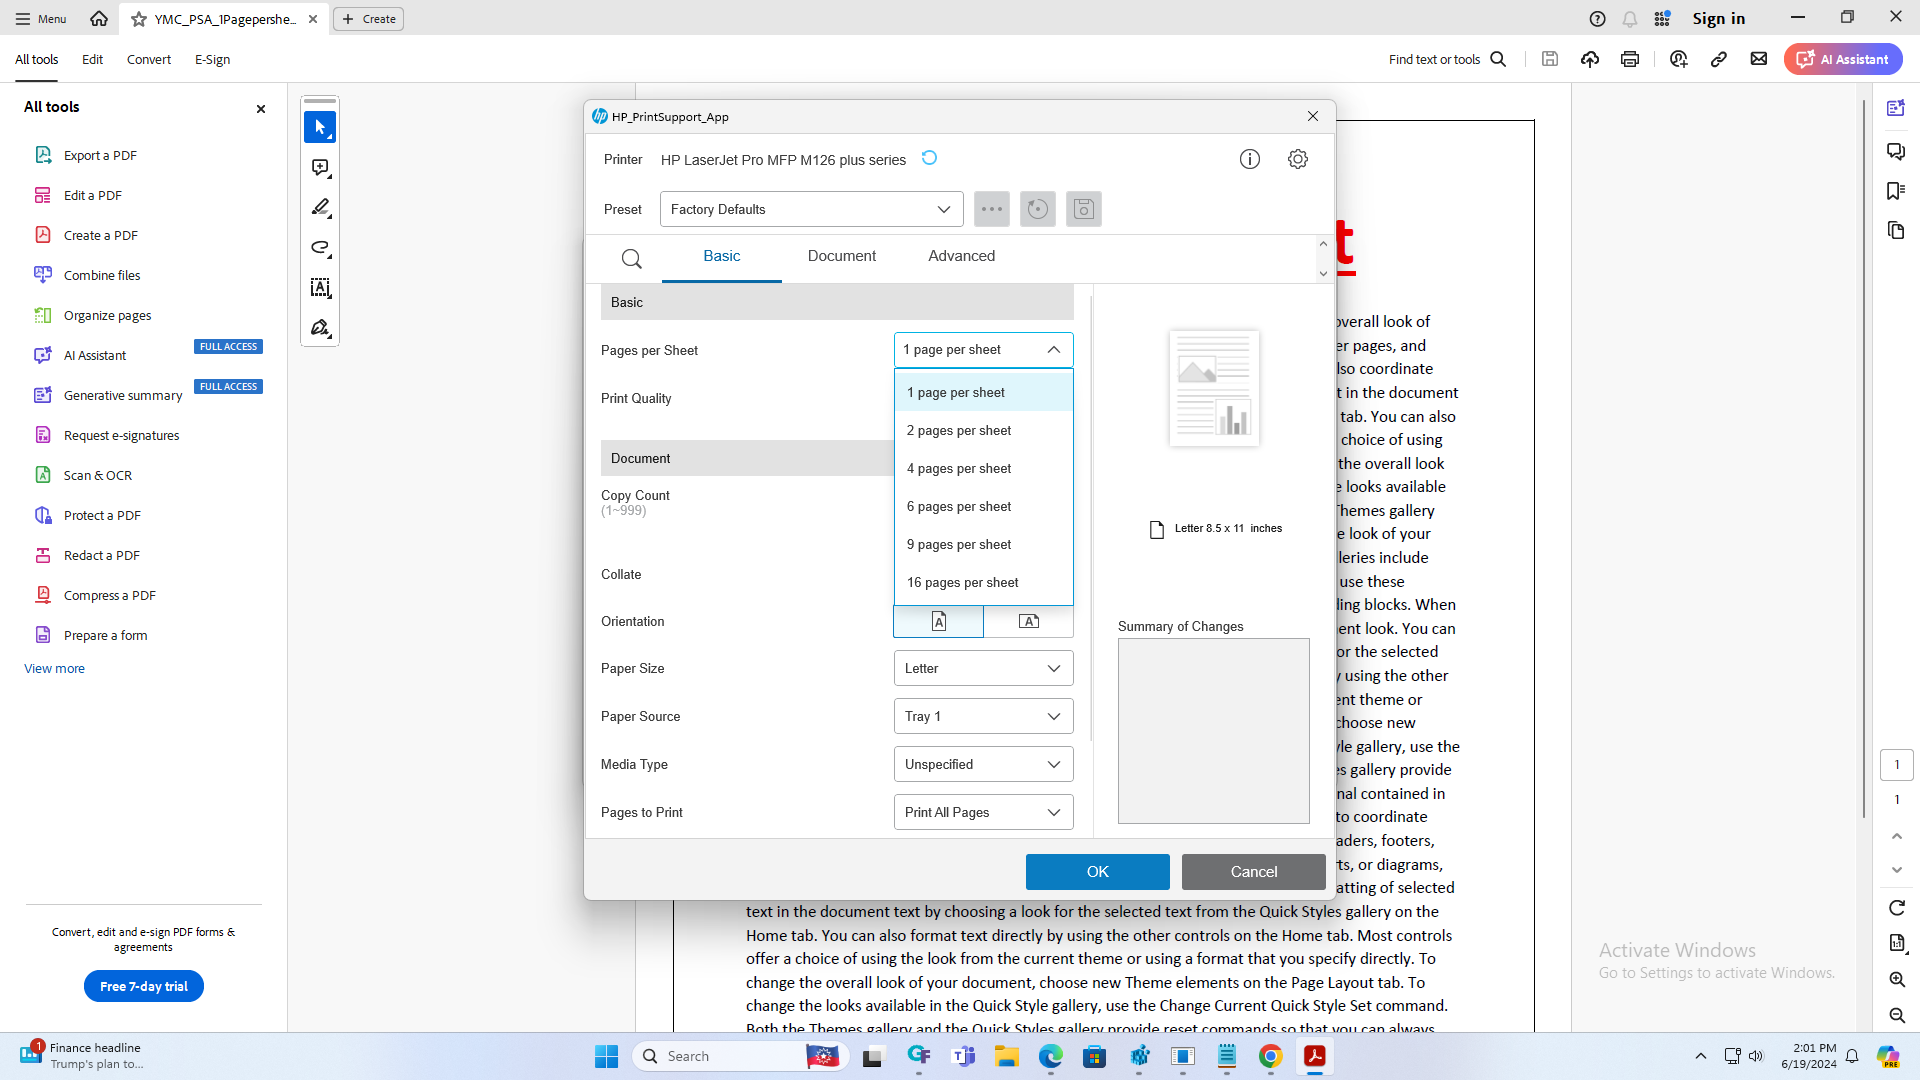 Menu
YMC_PSA_1Pagepershe...
Create
Sign in
All tools
Edit
Convert
E-Sign
Find text or tools
AI Assistant
All tools
Export a PDF
Edit a PDF
Create a PDF
Combine files
Organize pages
AI Assistant
FULL ACCESS
Generative summary
FULL ACCESS
Request e-signatures
Scan & OCR
Protect a PDF
Redact a PDF
Compress a PDF
Prepare a form
View more
Convert, edit and e-sign PDF forms &
agreements
Free 7-day trial
HP_PrintSupport_App
Printer
HP LaserJet Pro MFP M126 plus series
Preset
Factory Defaults
Basic
Document
Advanced
Basic
Pages per Sheet
1 page per sheet
1 page per sheet
2 pages per sheet
4 pages per sheet
6 pages per sheet
9 pages per sheet
16 pages per sheet
Print Quality
Document
Copy Count
(1~999)
Collate
Orientation
Paper Size
Letter
Paper Source
Tray 1
Media Type
Unspecified
Pages to Print
Print All Pages
Letter 8.5 x 11 inches
Summary of Changes
OK
Cancel
t
overall look of
er pages, and
lso coordinate
t in the document
tab. You can also
choice of using
the overall look
e looks available
Themes gallery
e look of your
lleries include
use these
ling blocks. When
ent look. You can
or the selected
y using the other
ent theme or
choose new
yle gallery, use the
es gallery provide
nal contained in
to coordinate
aders, footers,
rts, or diagrams,
atting of selected
text in the document text by choosing a look for the selected text from the Quick Styles gallery on the
Home tab. You can also format text directly by using the other controls on the Home tab. Most controls
offer a choice of using the look from the current theme or using a format that you specify directly. To
change the overall look of your document, choose new Theme elements on the Page Layout tab. To
change the looks available in the Quick Style gallery, use the Change Current Quick Style Set command.
Both the Themes gallery and the Quick Styles gallery provide reset commands so that you can always
1
1
Activate Windows
Go to Settings to activate Windows.
1
Finance headline
Trump's plan to...
Search
2:01 PM
6/19/2024
PRE